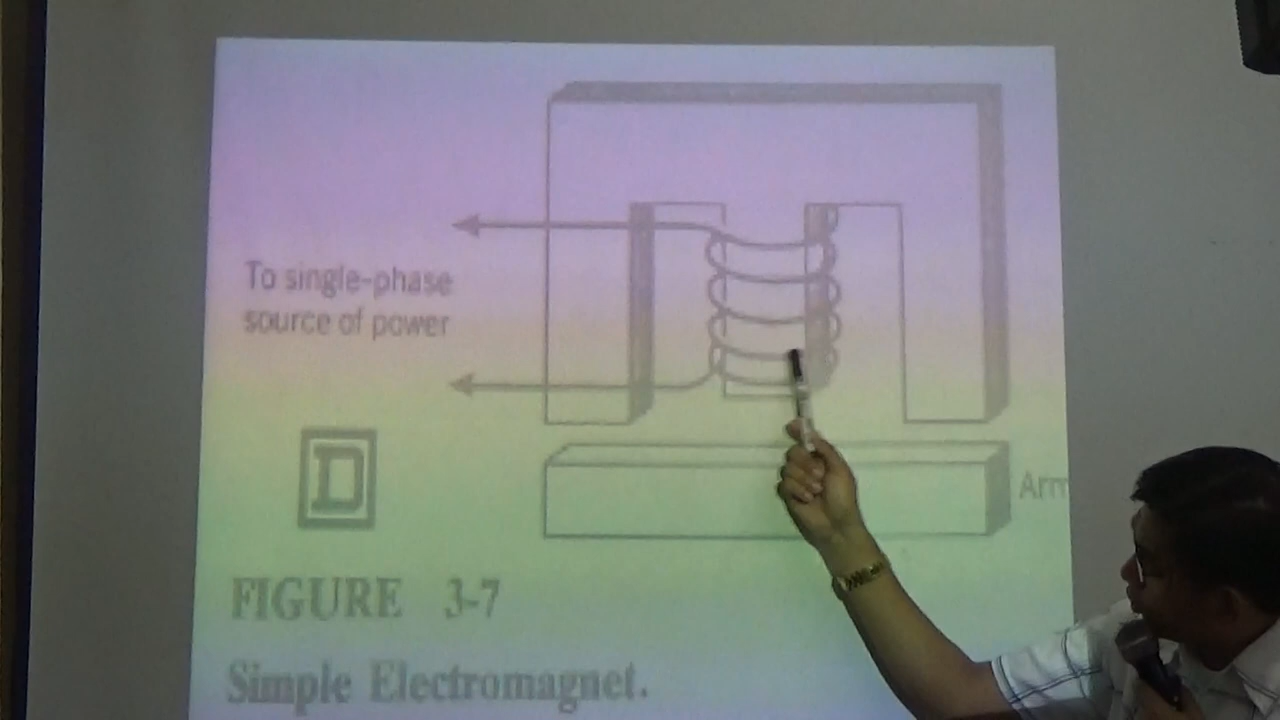 To single-phase
source of power
D
Arm
FIGURE 3-7
Simple Electromagnet.